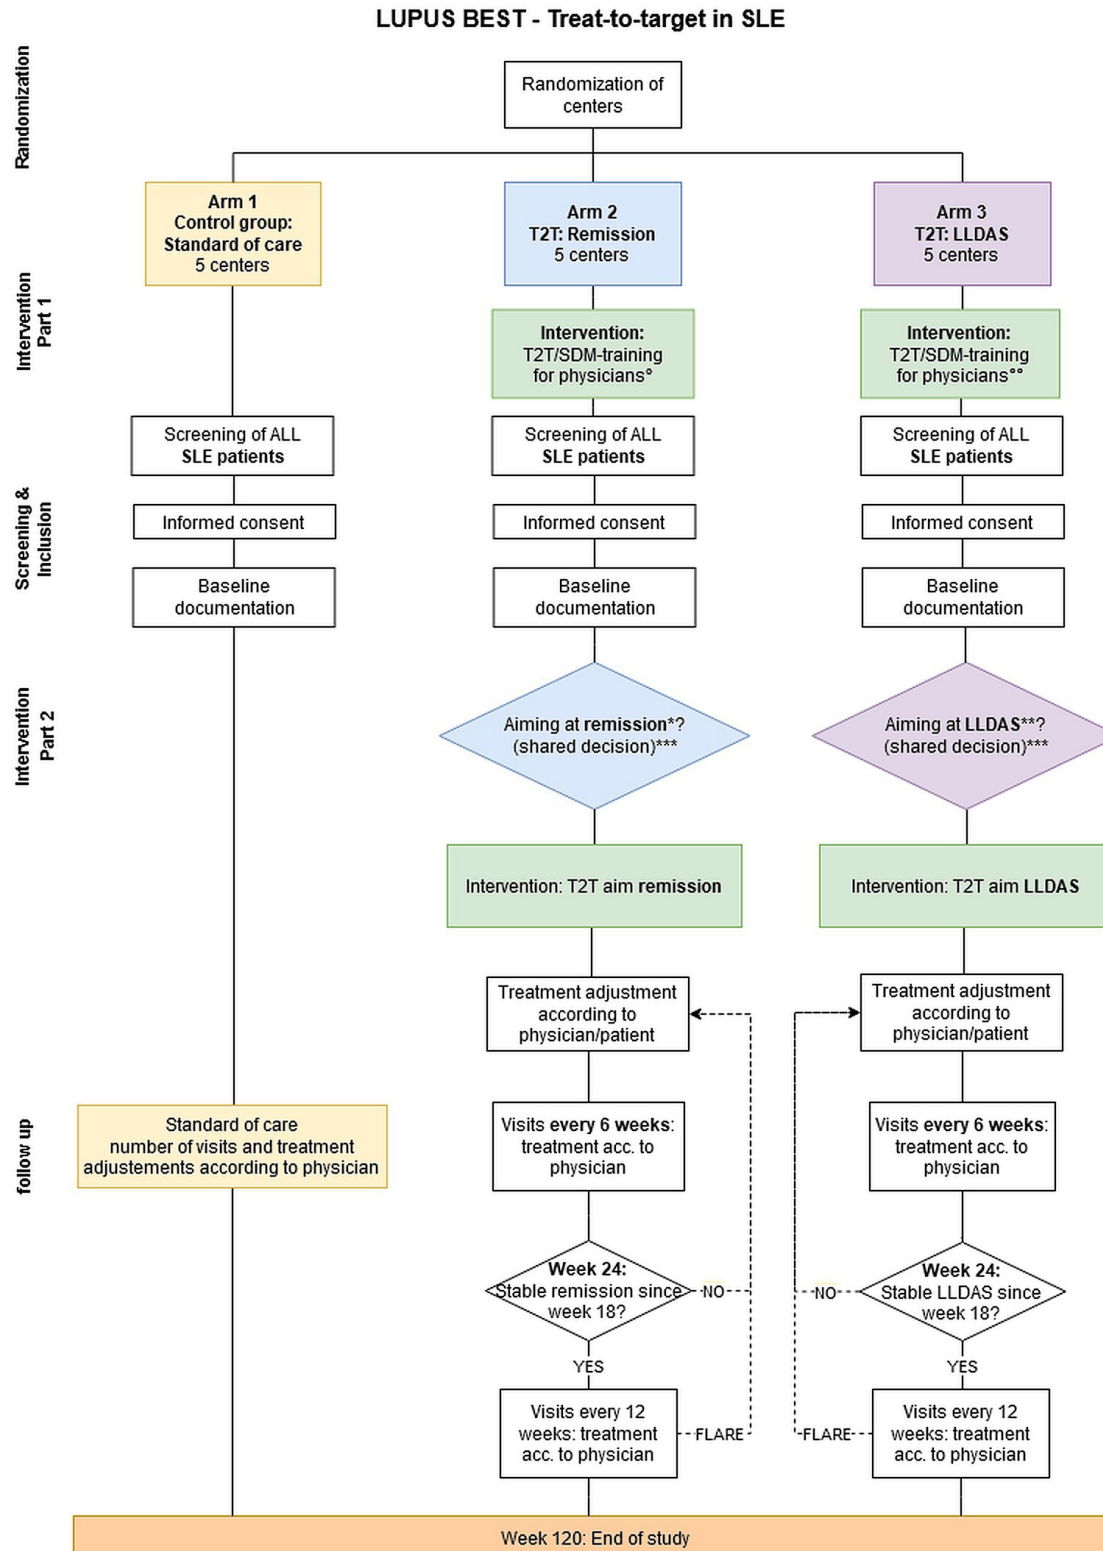 LUPUS BEST - Treat-to-target in SLE
Randomization
Randomization of
centers
Arm 1
Control group:
Standard of care
5 centers
Arm 2
T2T: Remission
5 centers
Arm 3
T2T: LLDAS
5 centers
Intervention
Part 1
Intervention:
T2T/SDM-training
for physicians°
Intervention:
T2T/SDM-training
for physicians°°
Screening &
Inclusion
Screening of ALL
SLE patients
Screening of ALL
SLE patients
Screening of ALL
SLE patients
Informed consent
Informed consent
Informed consent
Baseline
documentation
Baseline
documentation
Baseline
documentation
Intervention
Part 2
Aiming at remission*?
(shared decision)***
Aiming at LLDAS**?
(shared decision)***
Intervention: T2T aim remission
Intervention: T2T aim LLDAS
Treatment adjustment
according to
physician/patient
Treatment adjustment
according to
physician/patient
follow up
Standard of care
number of visits and treatment
adjustements according to physician
Visits every 6 weeks:
treatment acc. to
physician
Visits every 6 weeks:
treatment acc. to
physician
Week 24:
Stable remission since
week 18?
NO
Week 24:
Stable LLDAS since
week 18?
NO
YES
YES
Visits every 12
weeks: treatment
acc. to physician
FLARE
Visits every 12
weeks: treatment
acc. to physician
FLARE
Week 120: End of study